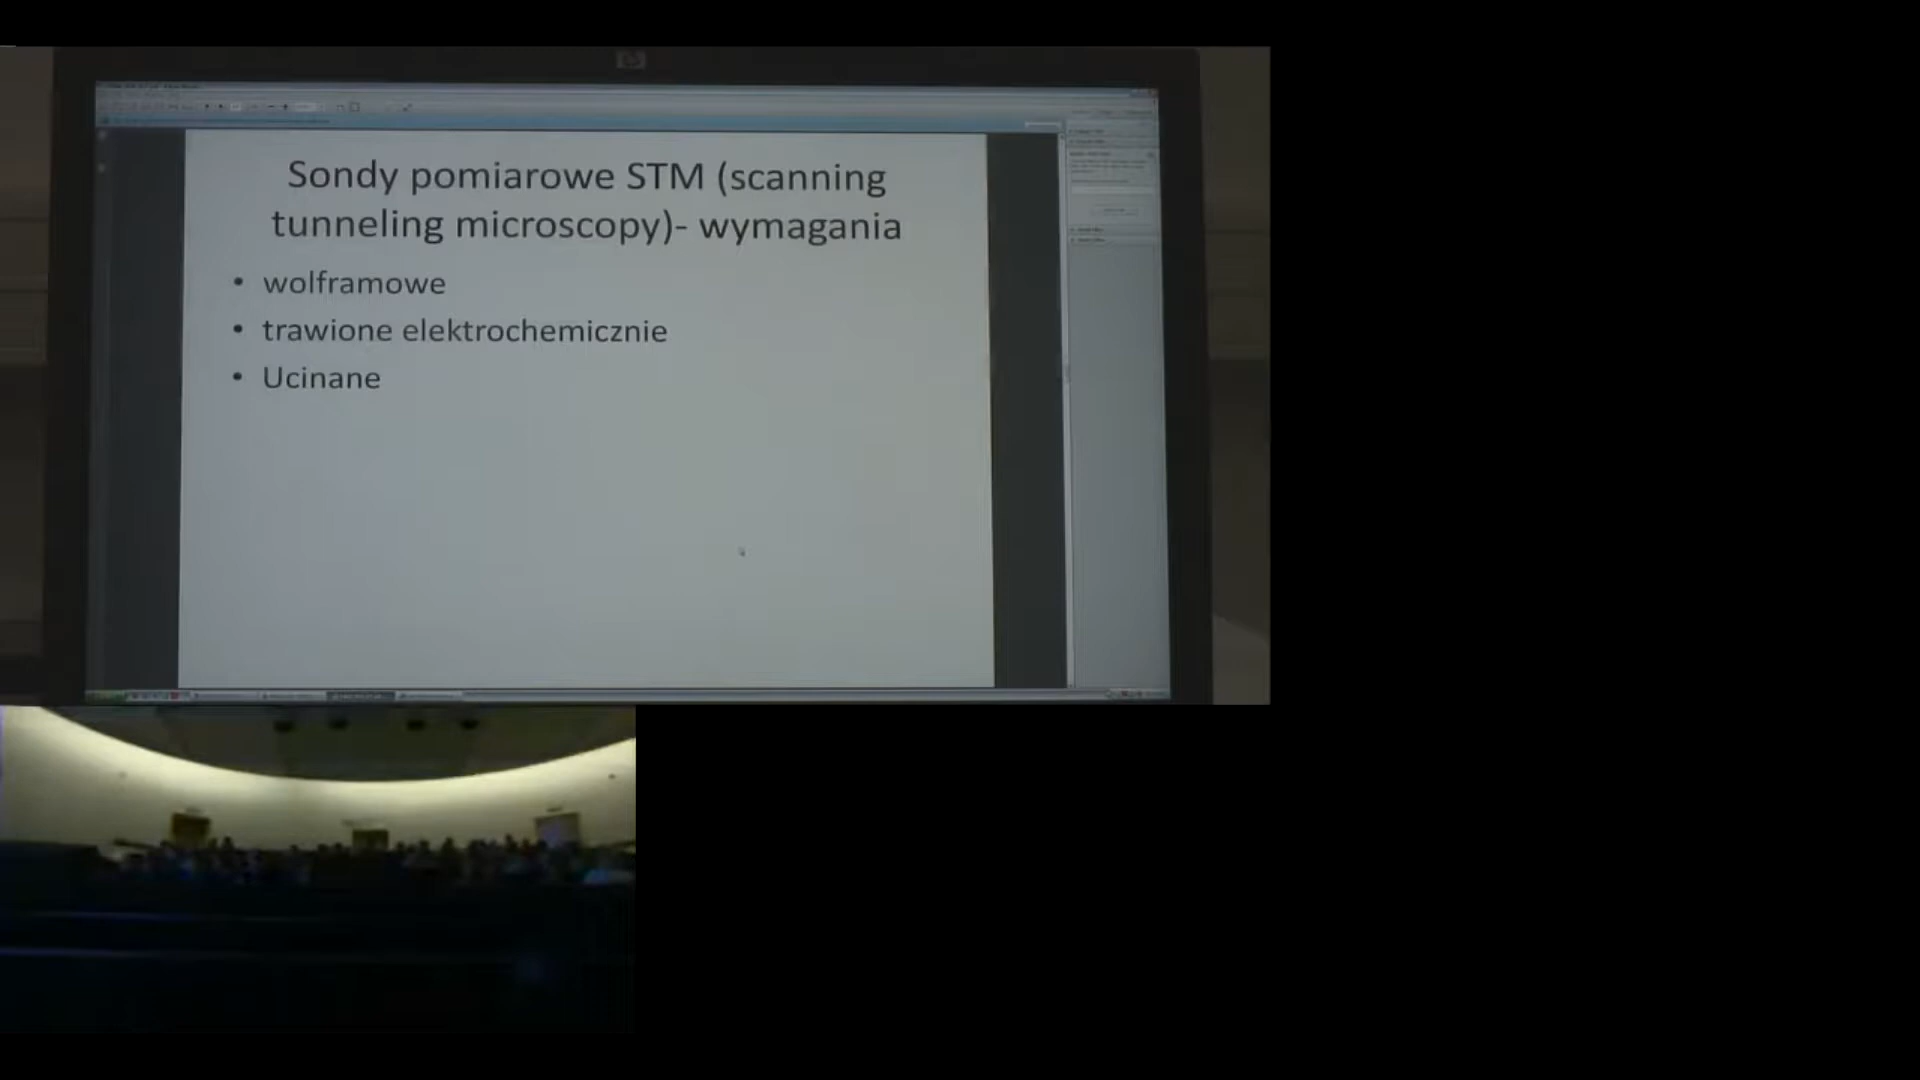 Sondy pomiarowe STM (scanning
tunneling microscopy)- wymagania
• wolframowe
• trawione elektrochemicznie
• Ucinane